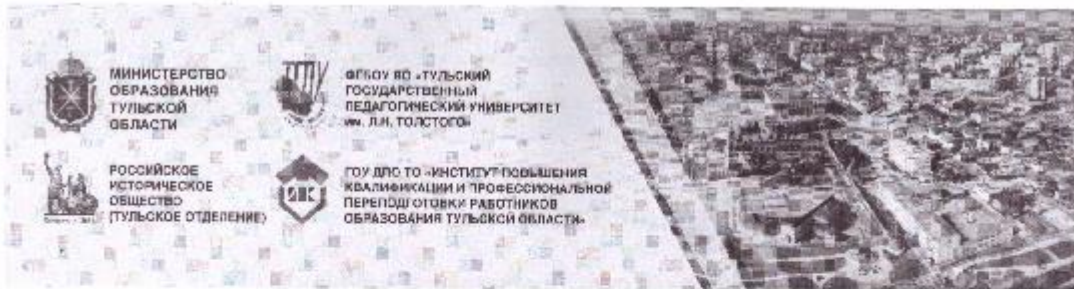 МИНИСТЕРСТВО
ОБРАЗОВАНИЯ
ТУЛЬСКОЙ
ОБЛАСТИ
ФГБОУ ВО «ТУЛЬСКИЙ
ГОСУДАРСТВЕННЫЙ
ПЕДАГОГИЧЕСКИЙ УНИВЕРСИТЕТ
им. Л.Н. ТОЛСТОГО»
РОССИЙСКОЕ
ИСТОРИЧЕСКОЕ
ОБЩЕСТВО
(ТУЛЬСКОЕ ОТДЕЛЕНИЕ)
ГОУ ДПО ТО «ИНСТИТУТ ПОВЫШЕНИЯ
КВАЛИФИКАЦИИ И ПРОФЕССИОНАЛЬНОЙ
ПЕРЕПОДГОТОВКИ РАБОТНИКОВ
ОБРАЗОВАНИЯ ТУЛЬСКОЙ ОБЛАСТИ»